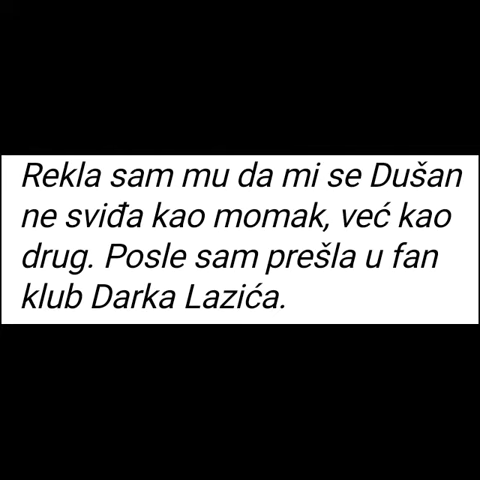 Rekla sam mu da mi se Dušan
ne sviđa kao momak, već kao
drug. Posle sam prešla u fan
klub Darka Lazića.